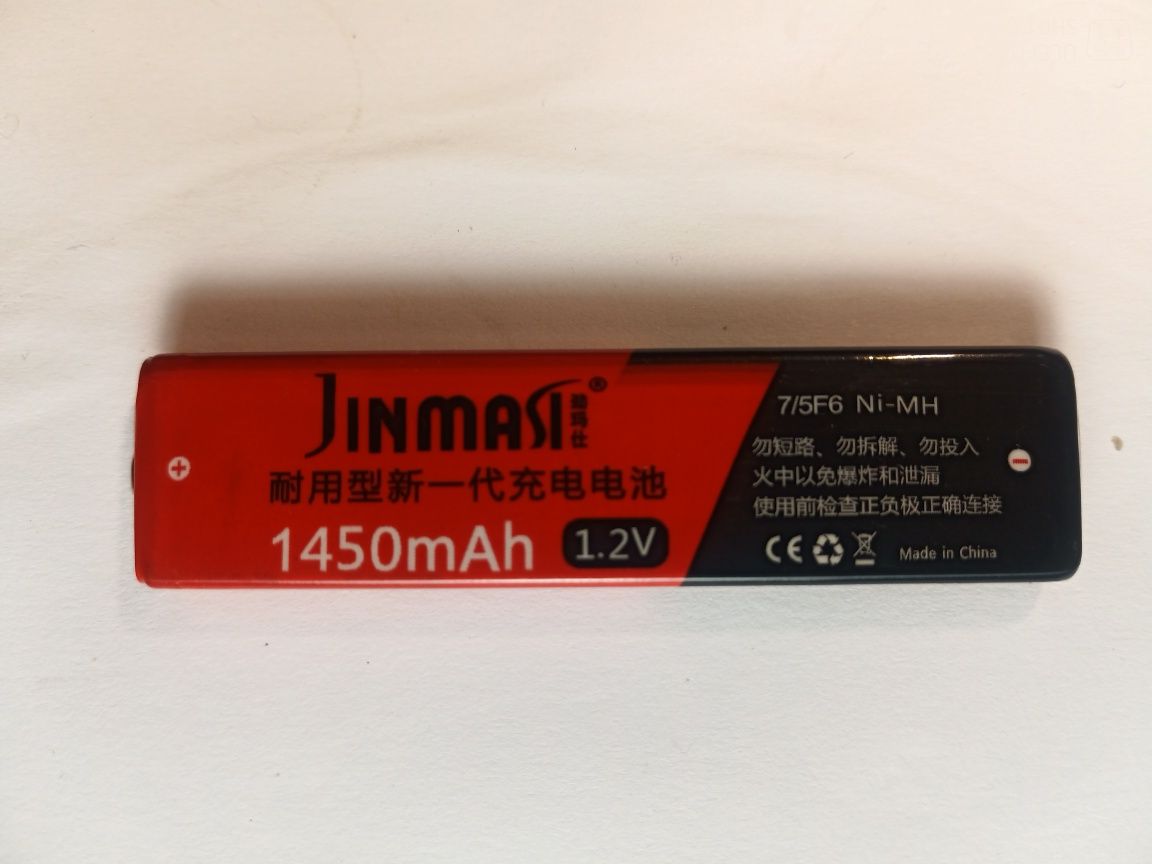 JINMASI®
劲玛仕
耐用型新一代充电电池
1450mAh 1.2V
7/5F6 Ni-MH
勿短路、勿拆解、勿投入
火中以免爆炸和泄漏
使用前检查正负极正确连接
CE Made in China